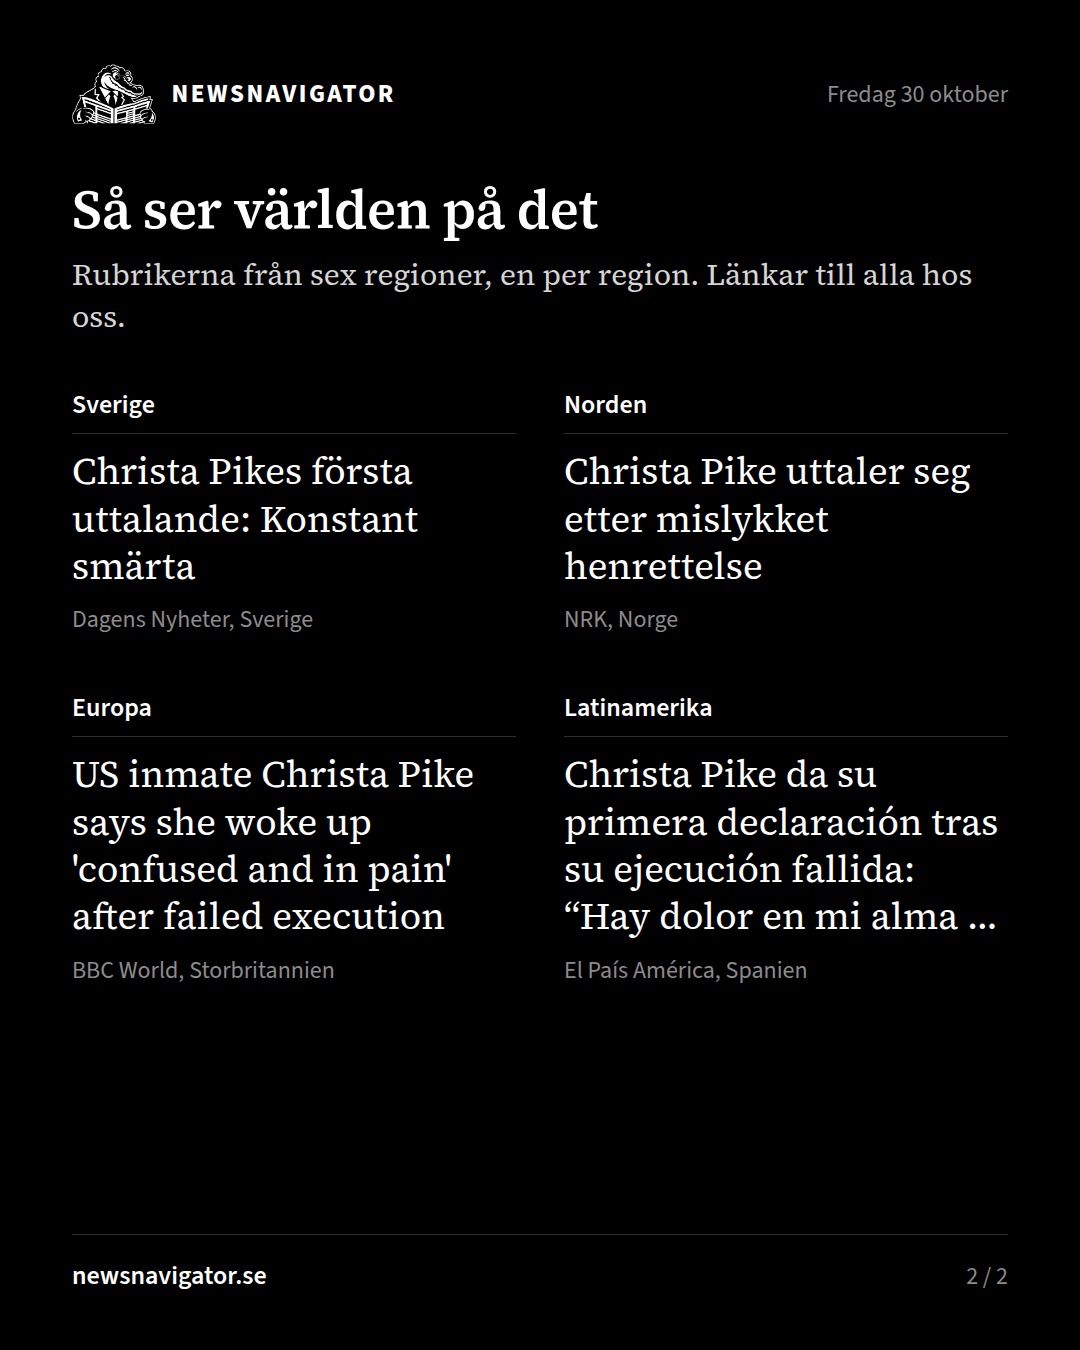 NEWSNAVIGATOR
Fredag 30 oktober
Så ser världen på det
Rubrikerna från sex regioner, en per region. Länkar till alla hos
oss.
Sverige
Christa Pikes första
uttalande: Konstant
smärta
Dagens Nyheter, Sverige
Norden
Christa Pike uttaler seg
etter mislykket
henrettelse
NRK, Norge
Europa
US inmate Christa Pike
says she woke up
'confused and in pain'
after failed execution
BBC World, Storbritannien
Latinamerika
Christa Pike da su
primera declaración tras
su ejecución fallida:
“Hay dolor en mi alma ...
El País América, Spanien
newsnavigator.se
2 / 2